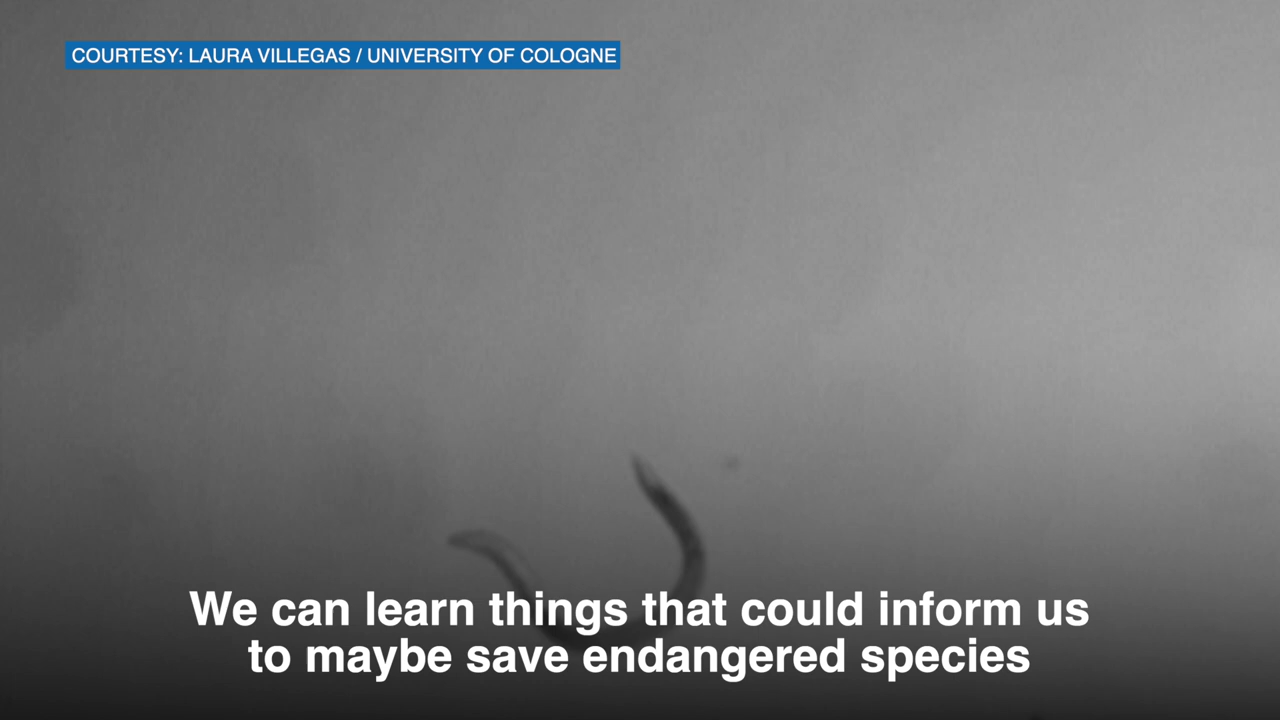 COURTESY: LAURA VILLEGAS / UNIVERSITY OF COLOGNE
We can learn things that could inform us
to maybe save endangered species